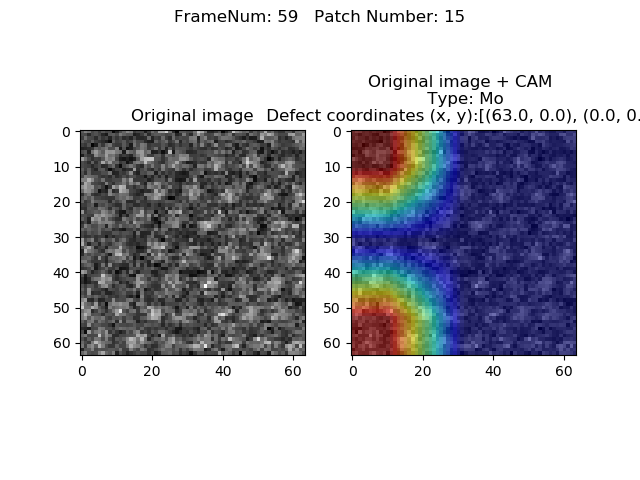 FrameNum: 59   Patch Number: 15
Original image + CAM
Type: Mo
Original image
Defect coordinates (x, y):[(63.0, 0.0), (0.0, 0.
0
10
20
30
40
50
60
0 20 40 60
0
10
20
30
40
50
60
0 20 40 60